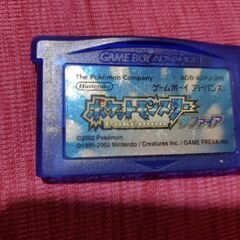 GAME BOY ADVANCE
The Pokémon Company
AGB-AXPJ-JPN
Nintendo
ゲームボーイ アドバンス
ポケットモンスター
サファイア
©2002 Pokémon
©1995-2002 Nintendo / Creatures Inc. / GAME FREAK inc.